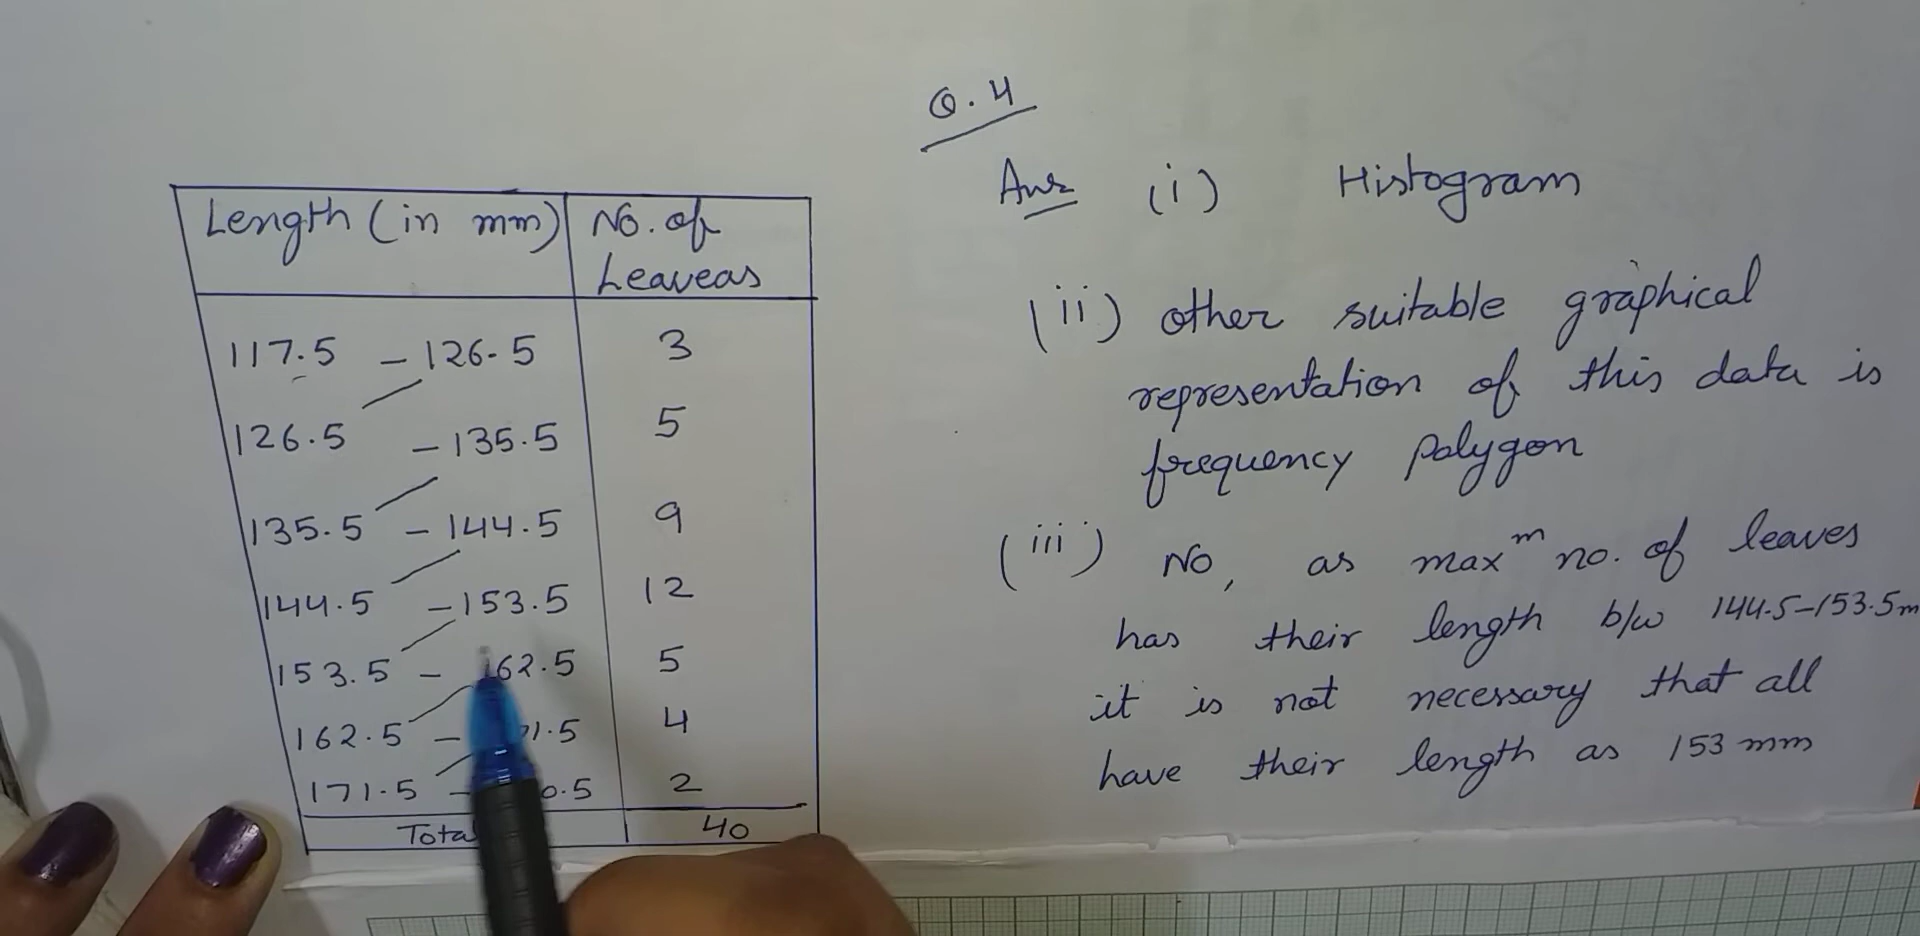 Length (in mm) No. of
Leaveas
117.5 - 126.5 3
126.5 - 135.5 5
135.5 - 144.5 9
144.5 - 153.5 12
153.5 - 162.5 5
162.5 - 4
171.5 - 2
40
Q.4
Ans (i) Histogram
(ii) other suitable graphical
representation of this data is
frequency polygon
(iii) No, as maxᵐ no. of leaves
has their length b/w 144.5-153.5m
it is not necessary that all
have their length as 153 mm